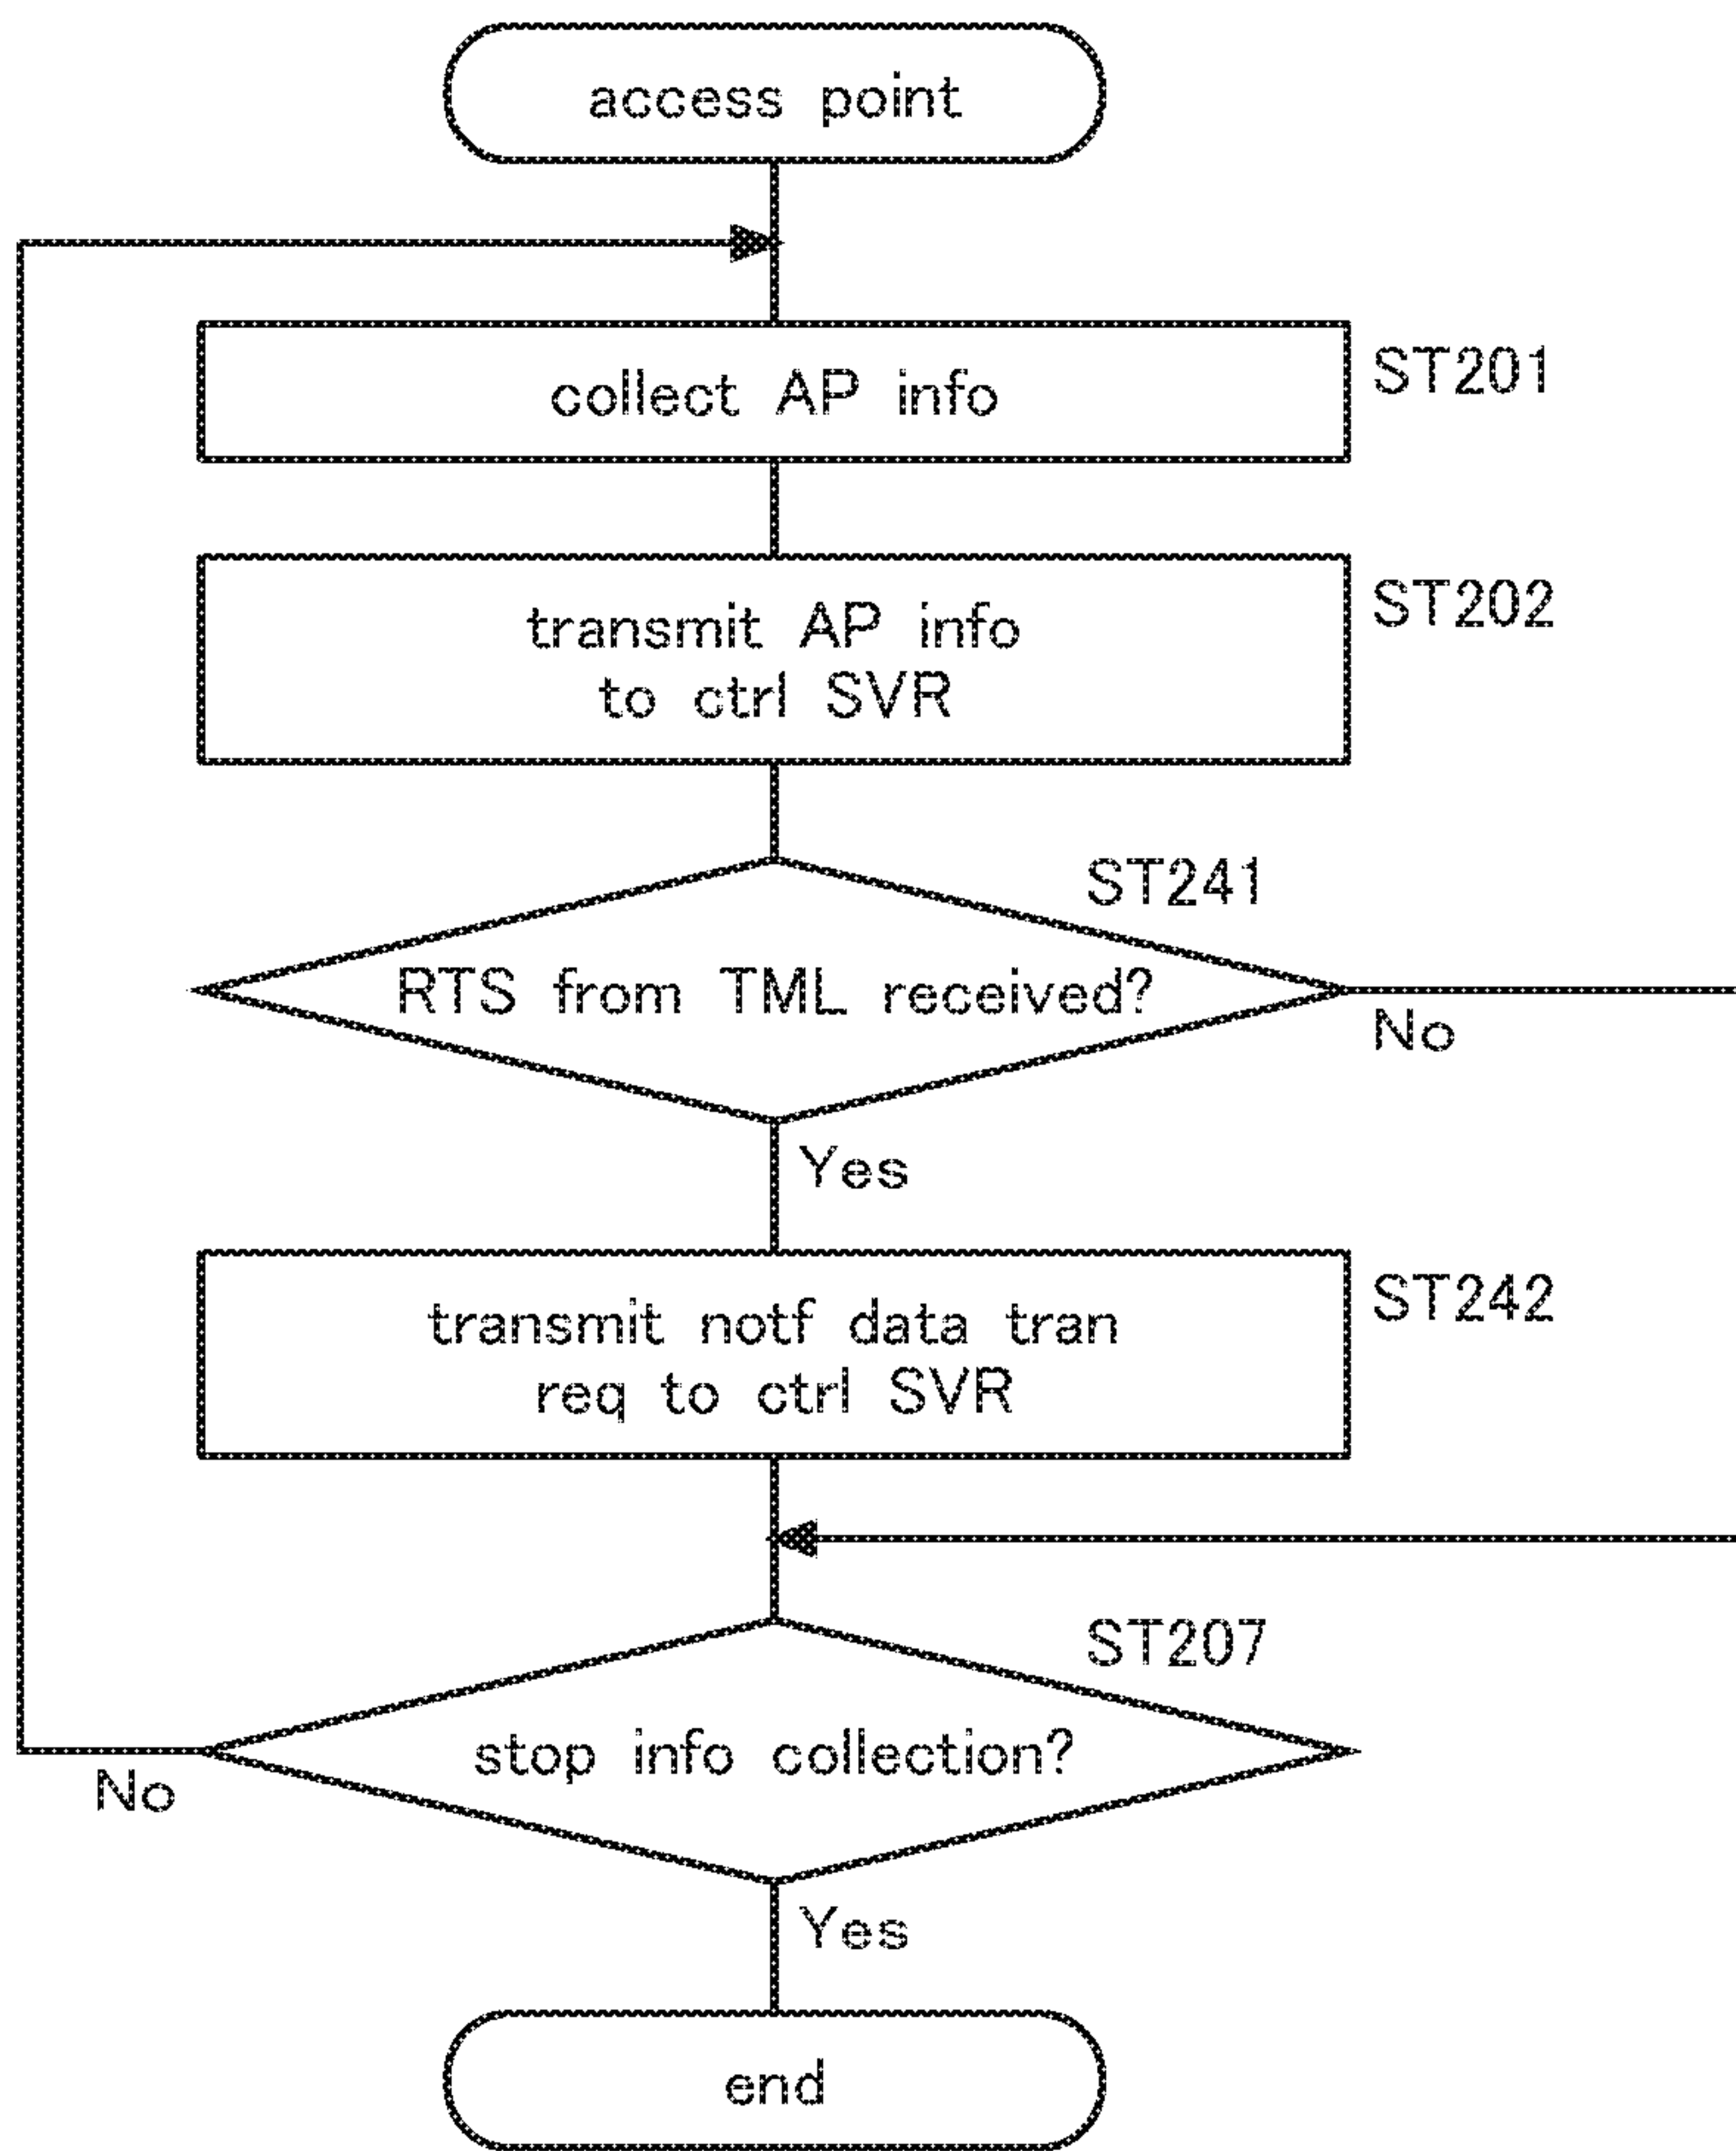 access point
collect AP info
ST201
transmit AP info
to ctrl SVR
ST202
ST241
RTS from TML received?
No
Yes
transmit notf data tran
req to ctrl SVR
ST242
ST207
stop info collection?
No
Yes
end